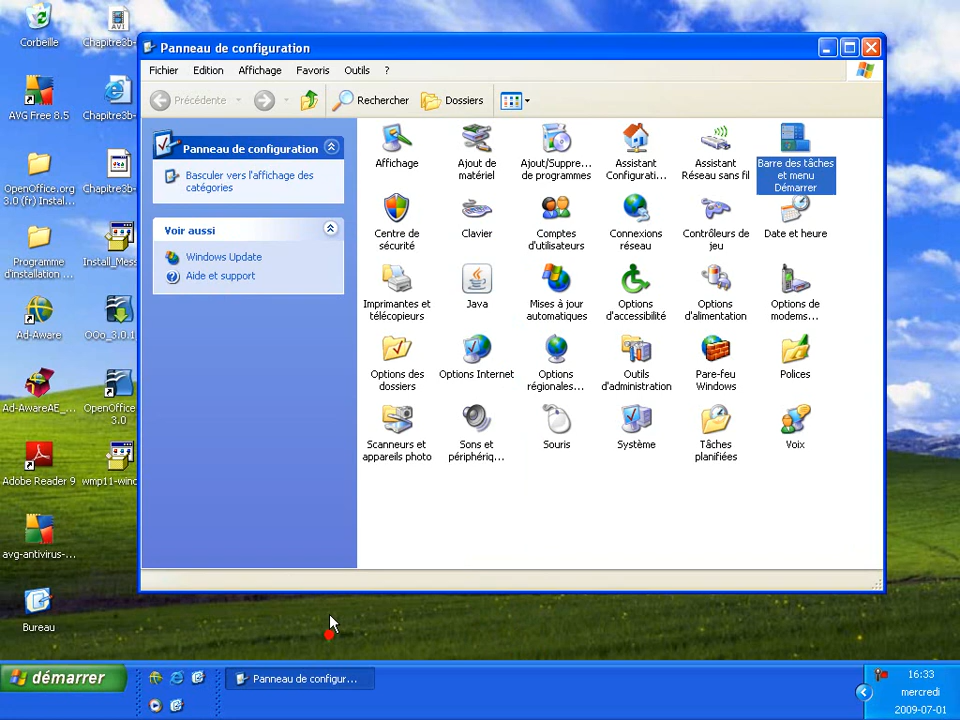 Corbeille
Chapitre3b-
AVG Free 8.5
Chapitre3b-
OpenOffice.org
3.0 (fr) Instal...
Chapitre3b-
Programme
d'installation ...
Install_Mess
Ad-Aware
OOo_3.0.1
Ad-AwareAE_...
OpenOffice
3.0
Adobe Reader 9
wmp11-wind
avg-antivirus-...
Bureau
Panneau de configuration
Fichier Edition Affichage Favoris Outils ?
Précédente Rechercher Dossiers
Panneau de configuration
Basculer vers l'affichage des
catégories
Voir aussi
Windows Update
Aide et support
Affichage
Ajout de
matériel
Ajout/Suppre...
de programmes
Assistant
Configurati...
Assistant
Réseau sans fil
Barre des tâches
et menu
Démarrer
Centre de
sécurité
Clavier
Comptes
d'utilisateurs
Connexions
réseau
Contrôleurs de
jeu
Date et heure
Imprimantes et
télécopieurs
Java
Mises à jour
automatiques
Options
d'accessibilité
Options
d'alimentation
Options de
modems...
Options des
dossiers
Options Internet
Options
régionales...
Outils
d'administration
Pare-feu
Windows
Polices
Scanneurs et
appareils photo
Sons et
périphériq...
Souris
Système
Tâches
planifiées
Voix
démarrer
Panneau de configur...
16:33
mercredi
2009-07-01